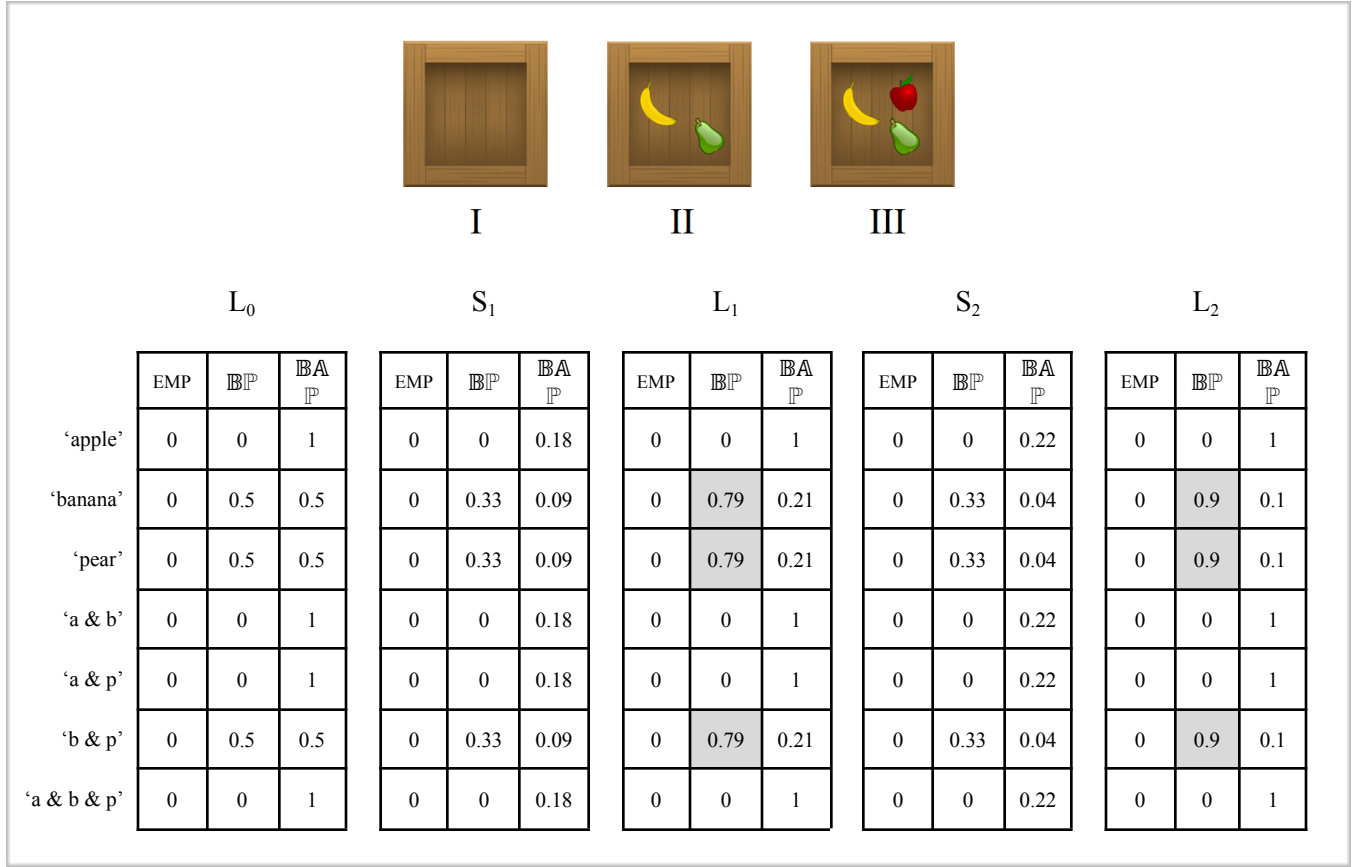 I II III
L₀ S₁ L₁ S₂ L₂
EMP 𝔹ℙ 𝔹𝔸 EMP 𝔹ℙ 𝔹𝔸 EMP 𝔹ℙ 𝔹𝔸 EMP 𝔹ℙ 𝔹𝔸 EMP 𝔹ℙ 𝔹𝔸
ℙ ℙ ℙ ℙ ℙ
‘apple’ 0 0 1 0 0 0.18 0 0 1 0 0 0.22 0 0 1
‘banana’ 0 0.5 0.5 0 0.33 0.09 0 0.79 0.21 0 0.33 0.04 0 0.9 0.1
‘pear’ 0 0.5 0.5 0 0.33 0.09 0 0.79 0.21 0 0.33 0.04 0 0.9 0.1
‘a & b’ 0 0 1 0 0 0.18 0 0 1 0 0 0.22 0 0 1
‘a & p’ 0 0 1 0 0 0.18 0 0 1 0 0 0.22 0 0 1
‘b & p’ 0 0.5 0.5 0 0.33 0.09 0 0.79 0.21 0 0.33 0.04 0 0.9 0.1
‘a & b & p’ 0 0 1 0 0 0.18 0 0 1 0 0 0.22 0 0 1